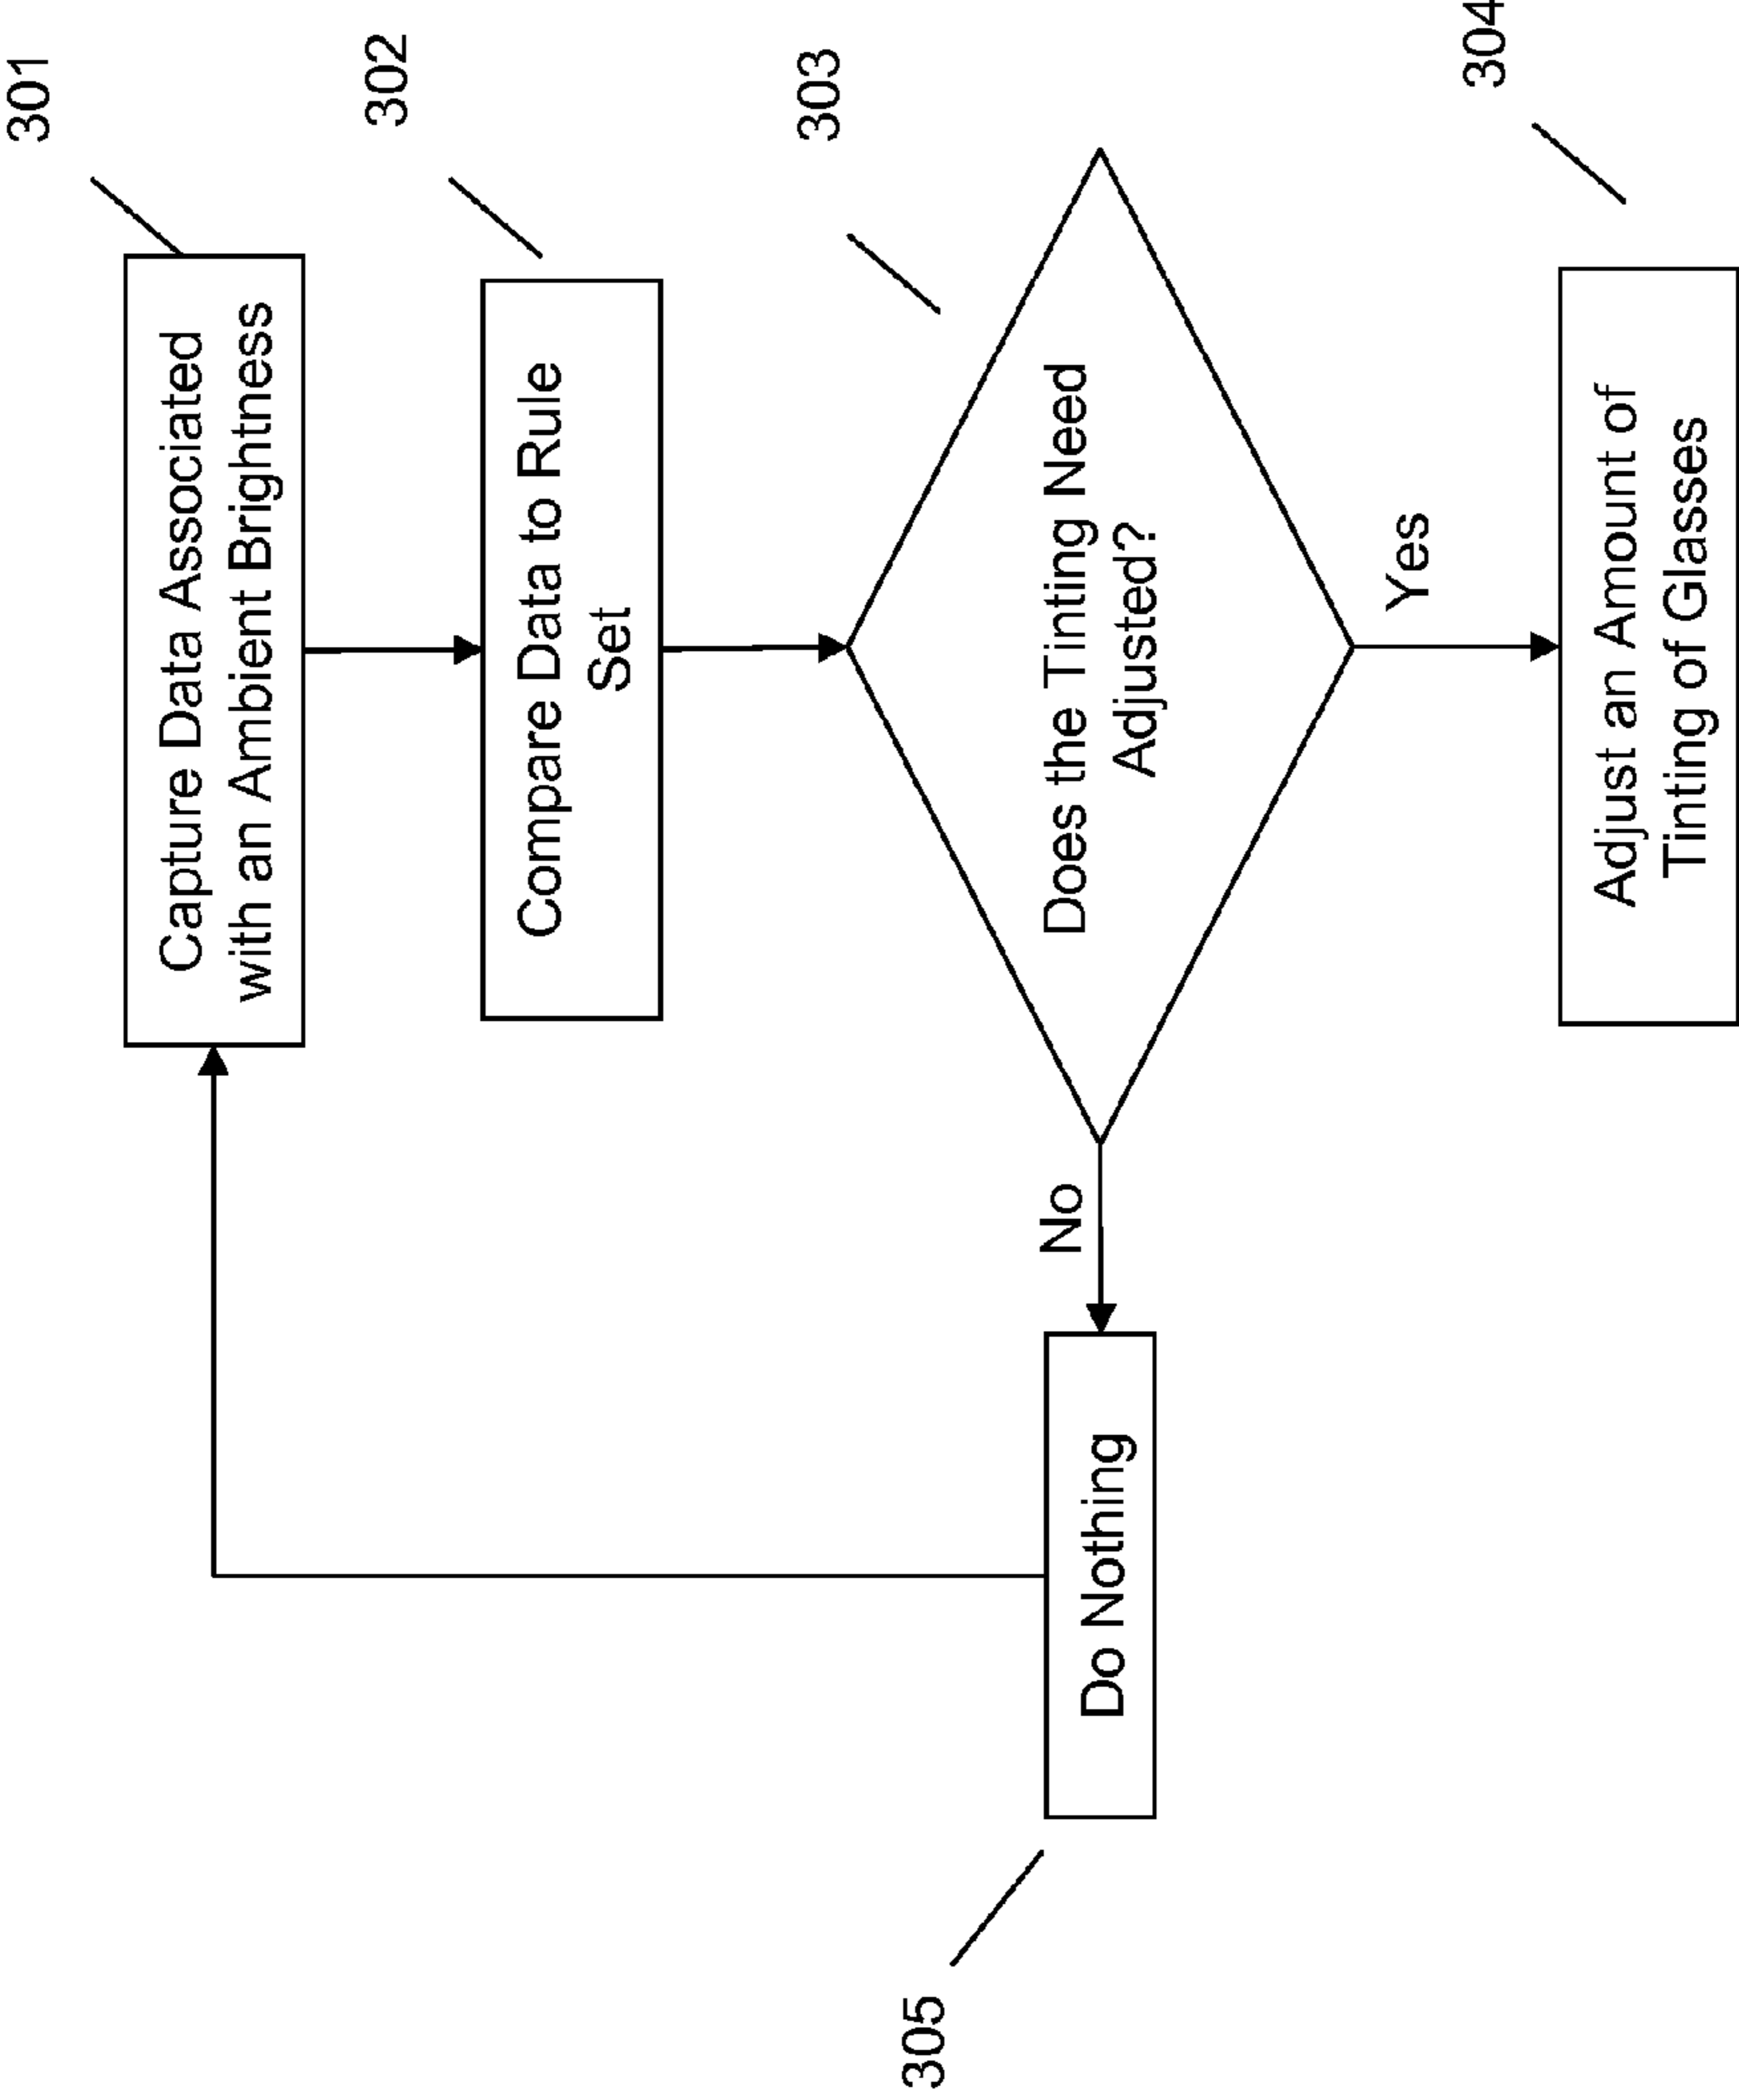 301
Capture Data Associated
with an Ambient Brightness
302
Compare Data to Rule
Set
303
Does the Tinting Need
Adjusted?
No
Yes
305
Do Nothing
304
Adjust an Amount of
Tinting of Glasses